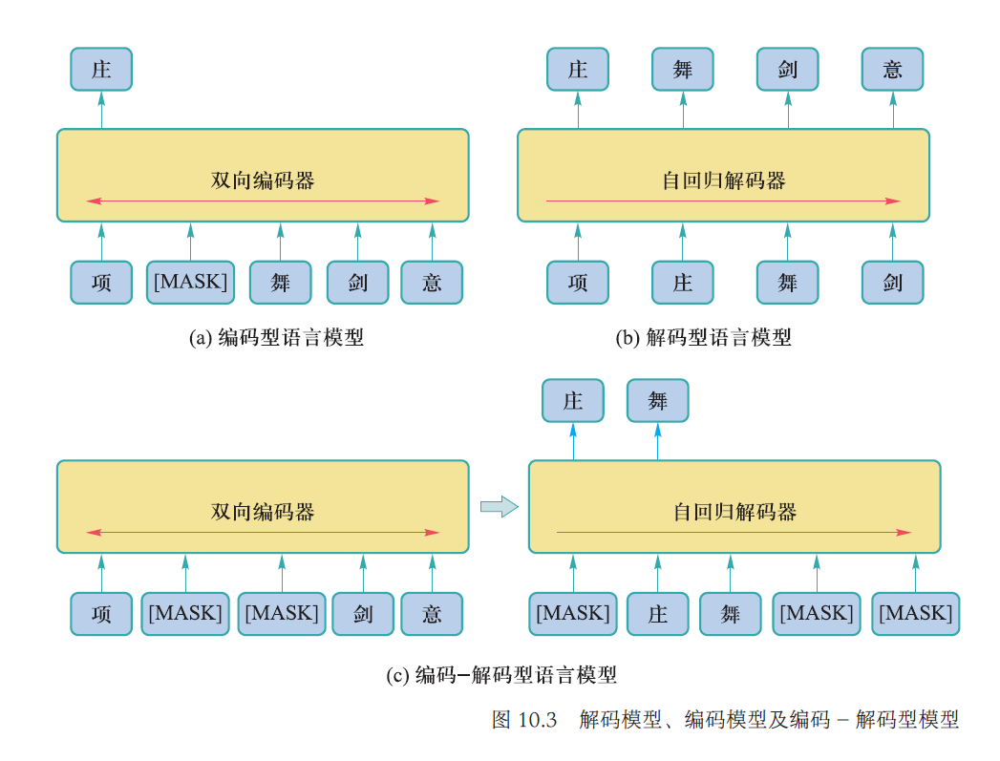 庄
双向编码器
项 [MASK] 舞 剑 意
(a) 编码型语言模型
庄 舞 剑 意
自回归解码器
项 庄 舞 剑
(b) 解码型语言模型
双向编码器
项 [MASK] [MASK] 剑 意
庄 舞
自回归解码器
[MASK] 庄 舞 [MASK] [MASK]
(c) 编码–解码型语言模型
图 10.3 解码模型、编码模型及编码 – 解码型模型